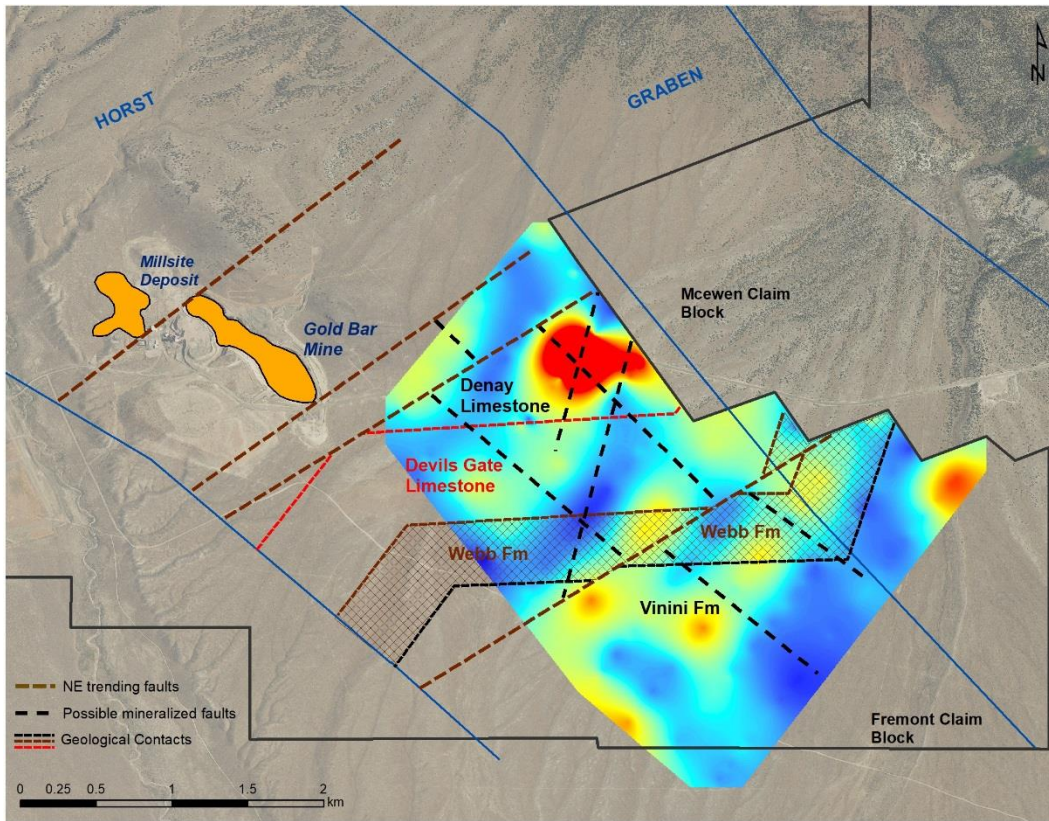 HORST
GRABEN
N
Millsite
Deposit
Gold Bar
Mine
Mcewen Claim
Block
Denay
Limestone
Devils Gate
Limestone
Webb Fm
Webb Fm
Vinini Fm
Fremont Claim
Block
NE trending faults
Possible mineralized faults
Geological Contacts
0 0.25 0.5 1 1.5 2
km